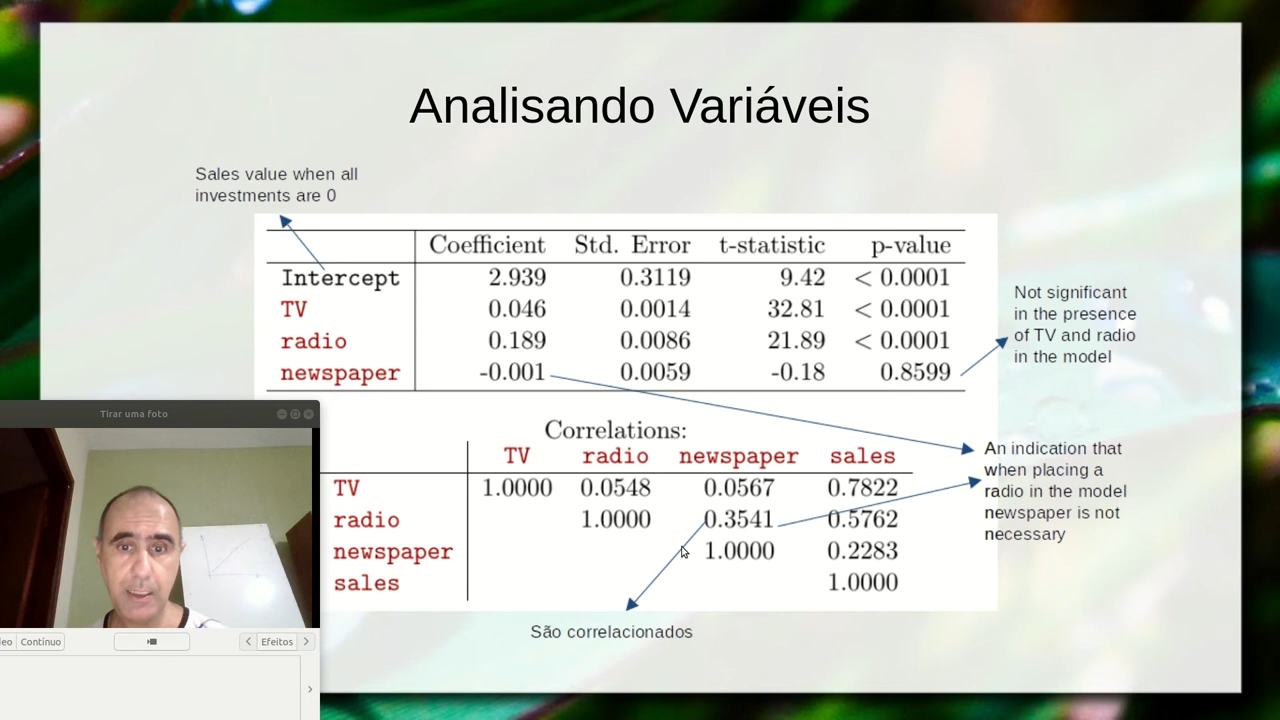 Analisando Variáveis
Sales value when all
investments are 0
Coefficient Std. Error t-statistic p-value
Intercept 2.939 0.3119 9.42 < 0.0001
TV 0.046 0.0014 32.81 < 0.0001
radio 0.189 0.0086 21.89 < 0.0001
newspaper -0.001 0.0059 -0.18 0.8599
Not significant
in the presence
of TV and radio
in the model
Correlations:
TV radio newspaper sales
TV 1.0000 0.0548 0.0567 0.7822
radio 1.0000 0.3541 0.5762
newspaper 1.0000 0.2283
sales 1.0000
An indication that
when placing a
radio in the model
newspaper is not
necessary
São correlacionados
Tirar uma foto
deo Contínuo Efeitos